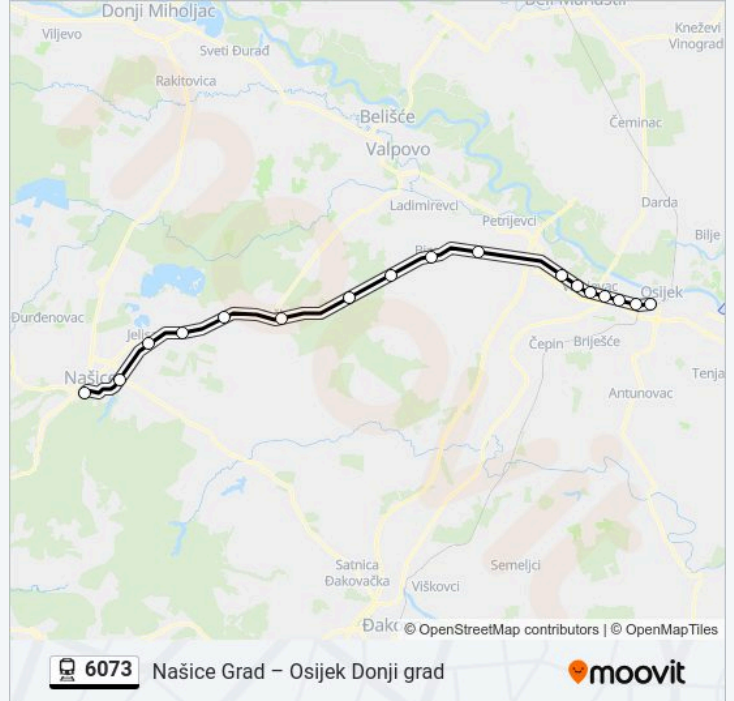 Donji Miholjac
Viljevo
Kneževi
Vinograd
Sveti Đurađ
Rakitovica
Belišće
Čeminac
Valpovo
Ladimirevci
Darda
Petrijevci
Bilje
Osijek
Đurđenovac
Čepin
Briješće
Našice
Tenja
Antunovac
Satnica
Đakovačka
Semeljci
Viškovci
© OpenStreetMap contributors | © OpenMapTiles
6073 Našice Grad – Osijek Donji grad
moovit